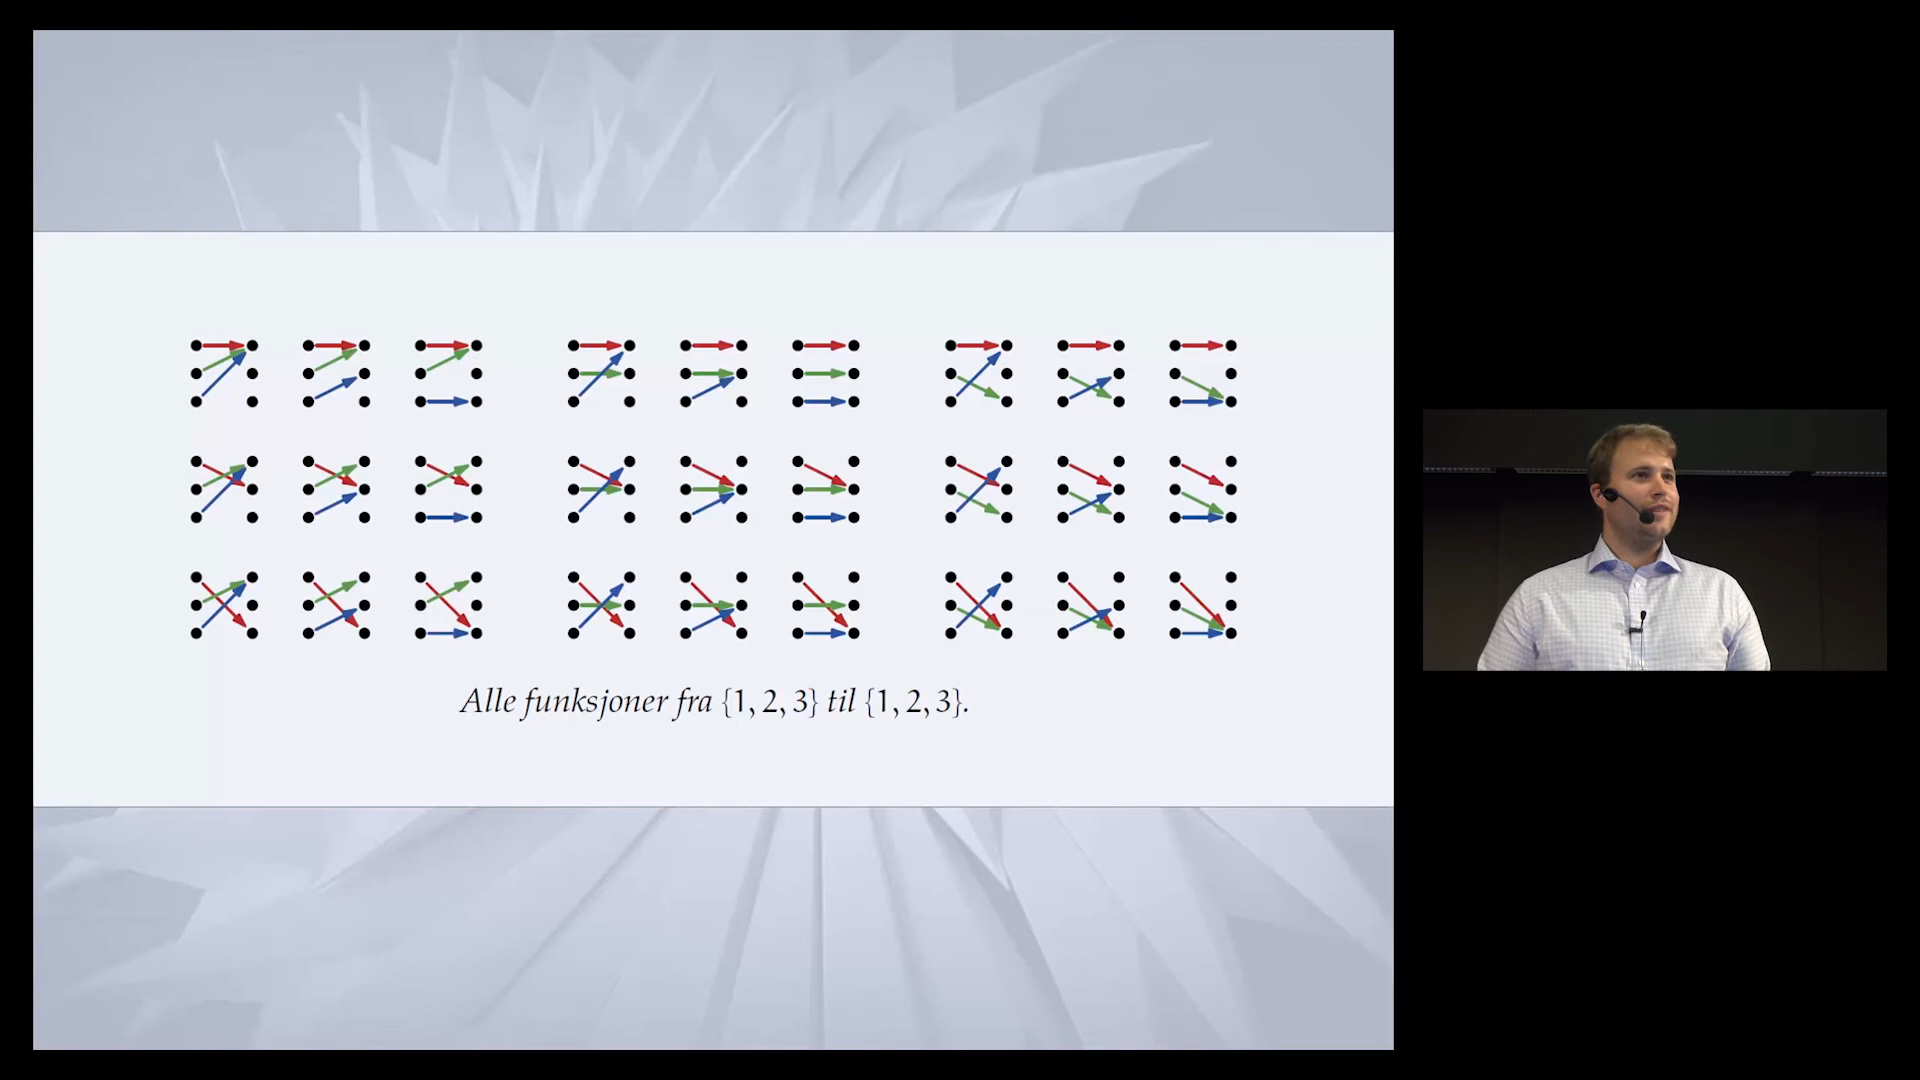 Alle funksjoner fra {1, 2, 3} til {1, 2, 3}.